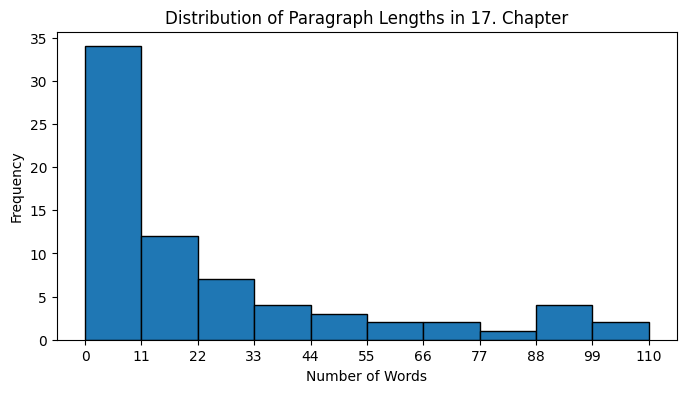 Distribution of Paragraph Lengths in 17. Chapter
Frequency
35
30
25
20
15
10
5
0
0 11 22 33 44 55 66 77 88 99 110
Number of Words